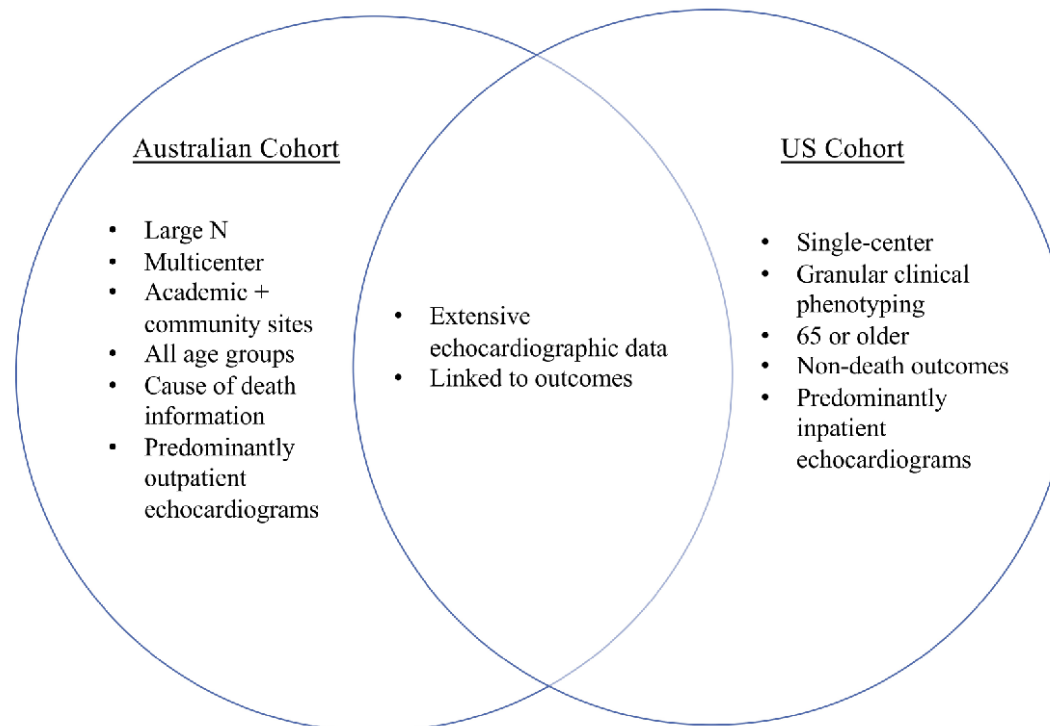 Australian Cohort
• Large N
• Multicenter
• Academic +
community sites
• All age groups
• Cause of death
information
• Predominantly
outpatient
echocardiograms
• Extensive
echocardiographic data
• Linked to outcomes
US Cohort
• Single-center
• Granular clinical
phenotyping
• 65 or older
• Non-death outcomes
• Predominantly
inpatient
echocardiograms